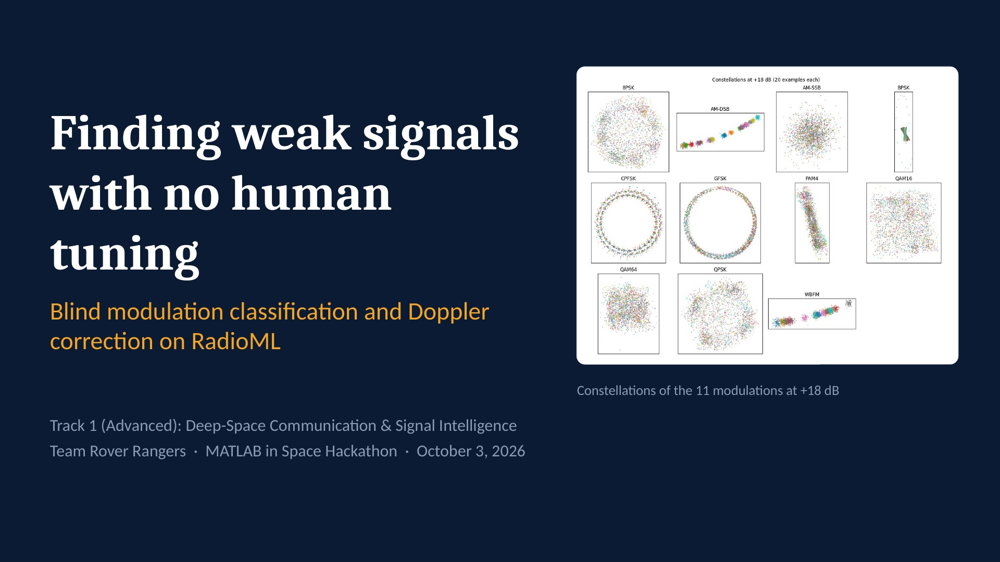 Finding weak signals
with no human
tuning
Blind modulation classification and Doppler
correction on RadioML
Track 1 (Advanced): Deep-Space Communication & Signal Intelligence
Team Rover Rangers · MATLAB in Space Hackathon · October 3, 2026
Constellations at +18 dB (20 examples each)
8PSK
AM-DSB
AM-SSB
BPSK
CPFSK
GFSK
PAM4
QAM16
QAM64
QPSK
WBFM
Constellations of the 11 modulations at +18 dB